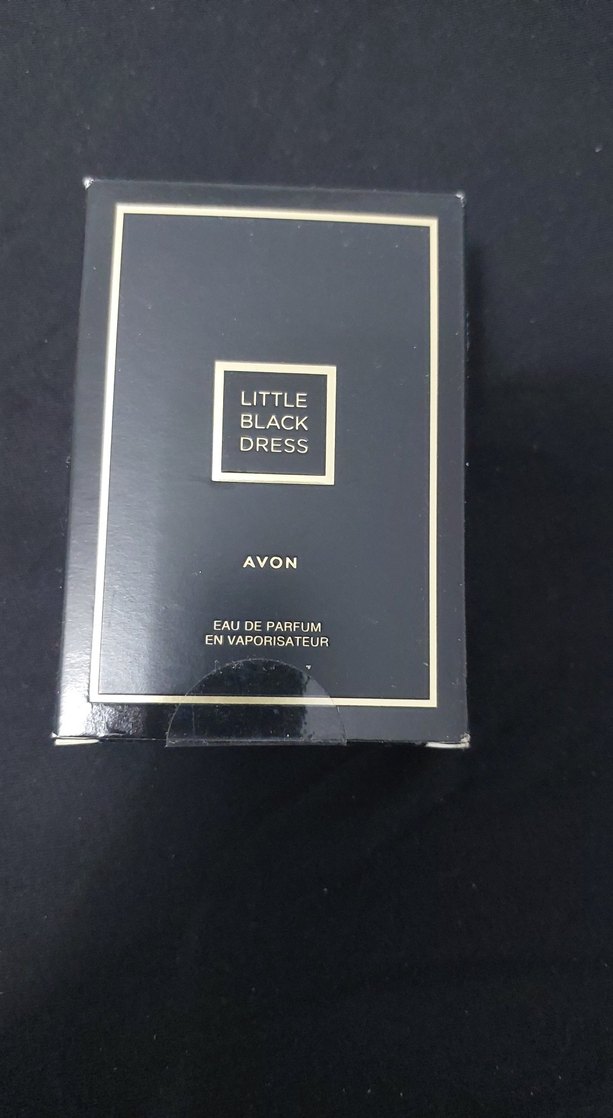 LITTLE
BLACK
DRESS
AVON
EAU DE PARFUM
EN VAPORISATEUR